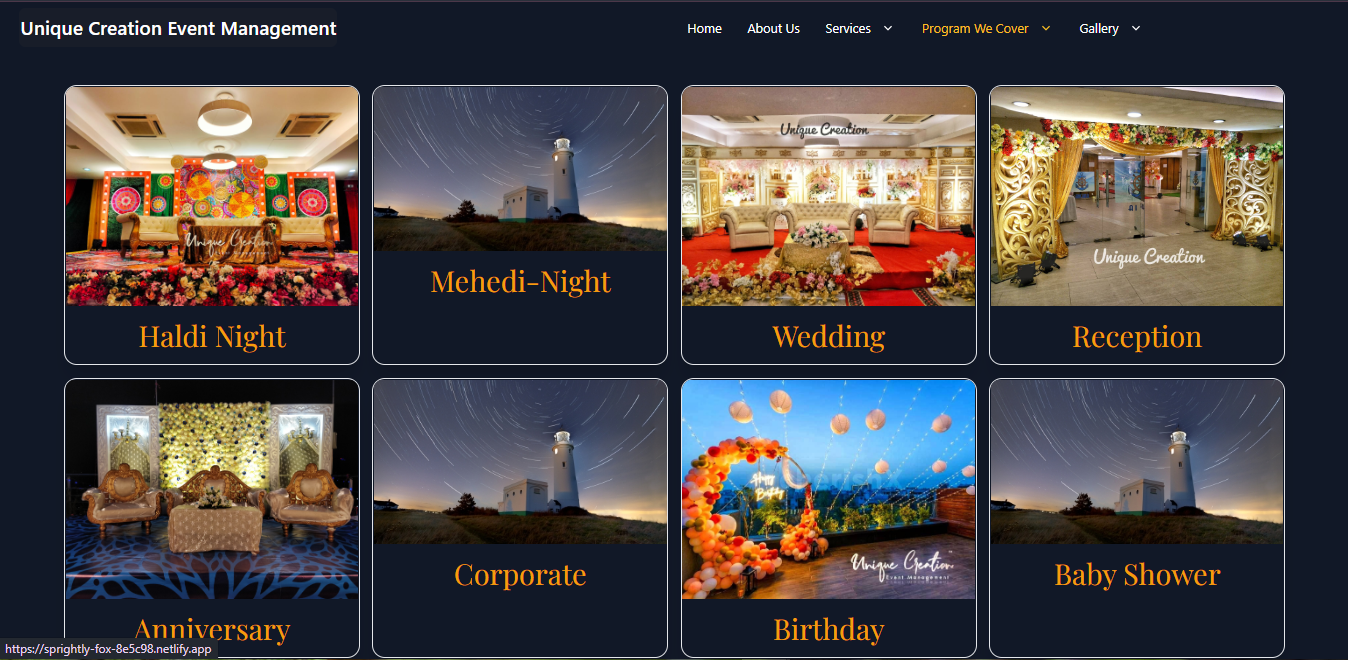 Unique Creation Event Management
Home About Us Services Program We Cover Gallery
Unique Creation
Unique Creation
Unique Creation
Haldi Night
Mehedi-Night
Wedding
Reception
Happy Birthday
Unique Creation
Event Management
Anniversary
Corporate
Birthday
Baby Shower
https://sprightly-fox-8e5c98.netlify.app